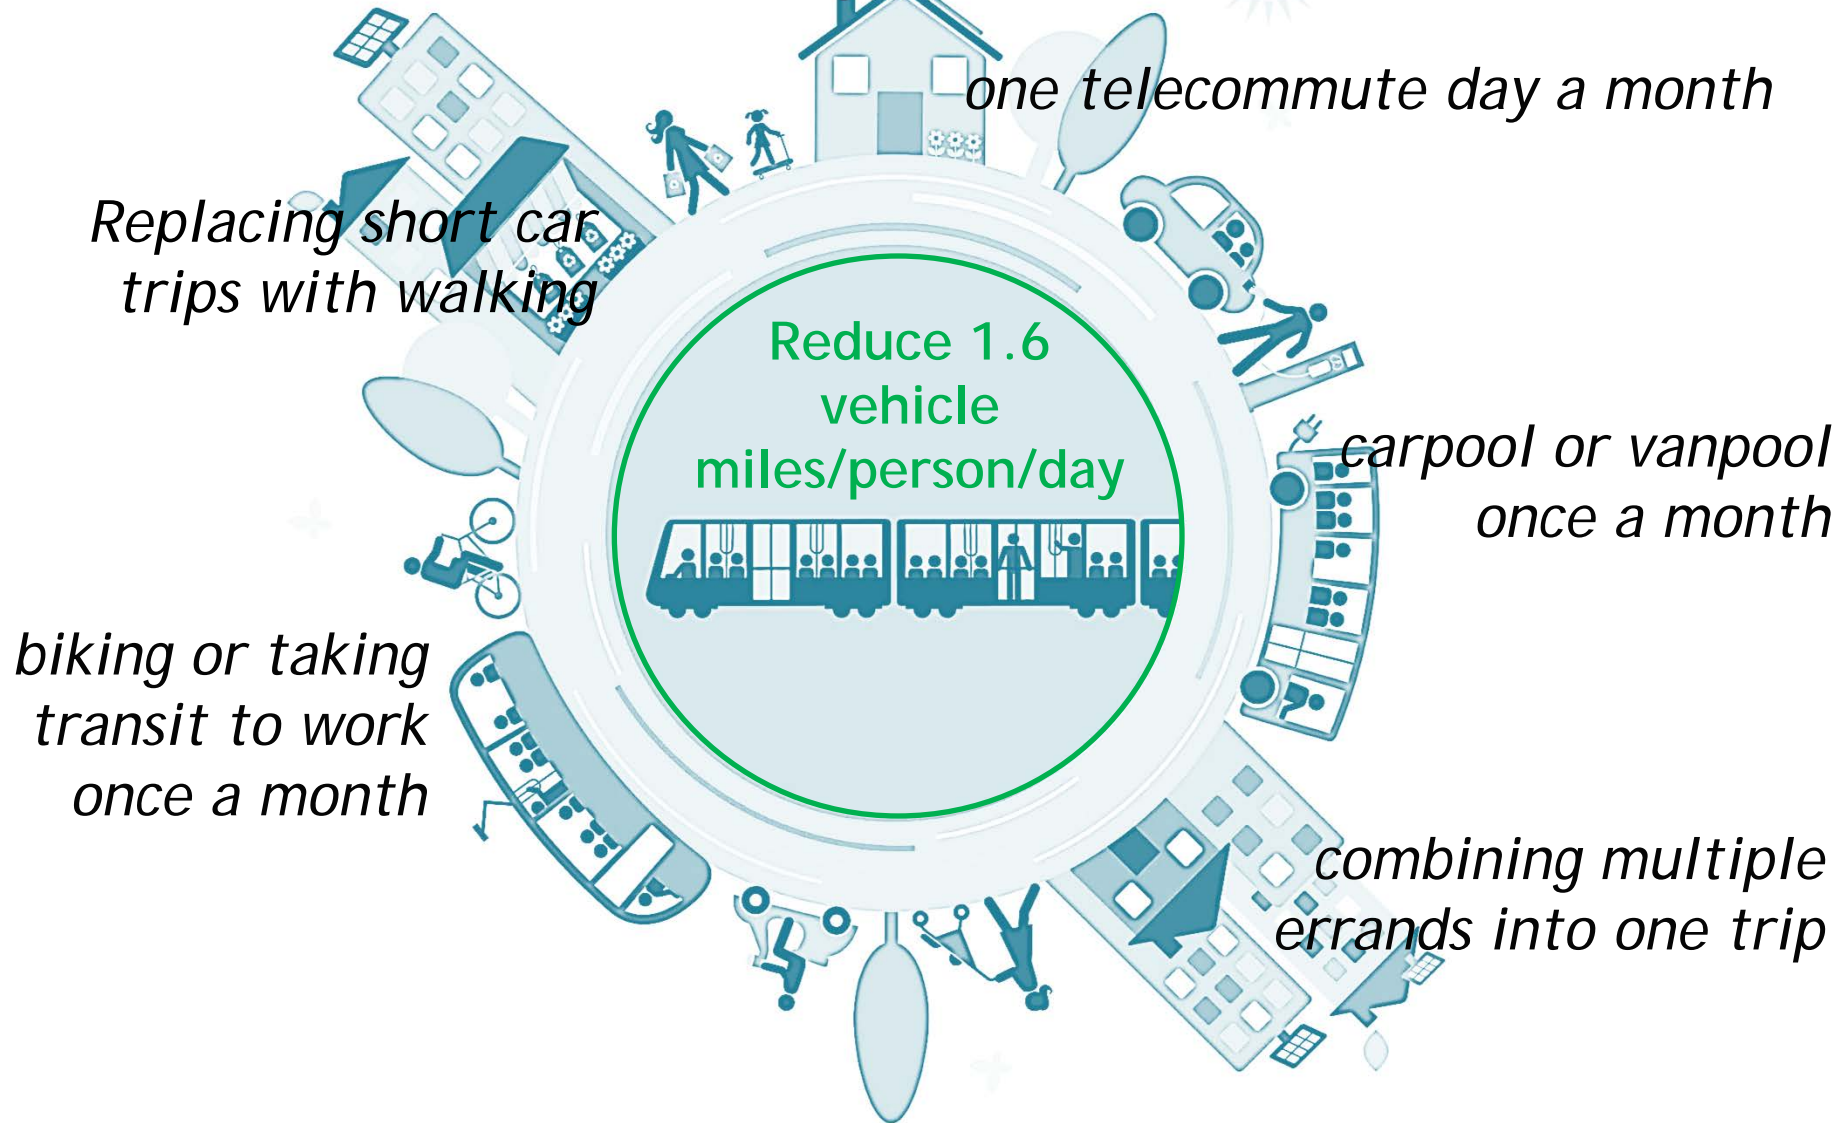 one telecommute day a month
Replacing short car
trips with walking
Reduce 1.6
vehicle
miles/person/day
carpool or vanpool
once a month
biking or taking
transit to work
once a month
combining multiple
errands into one trip